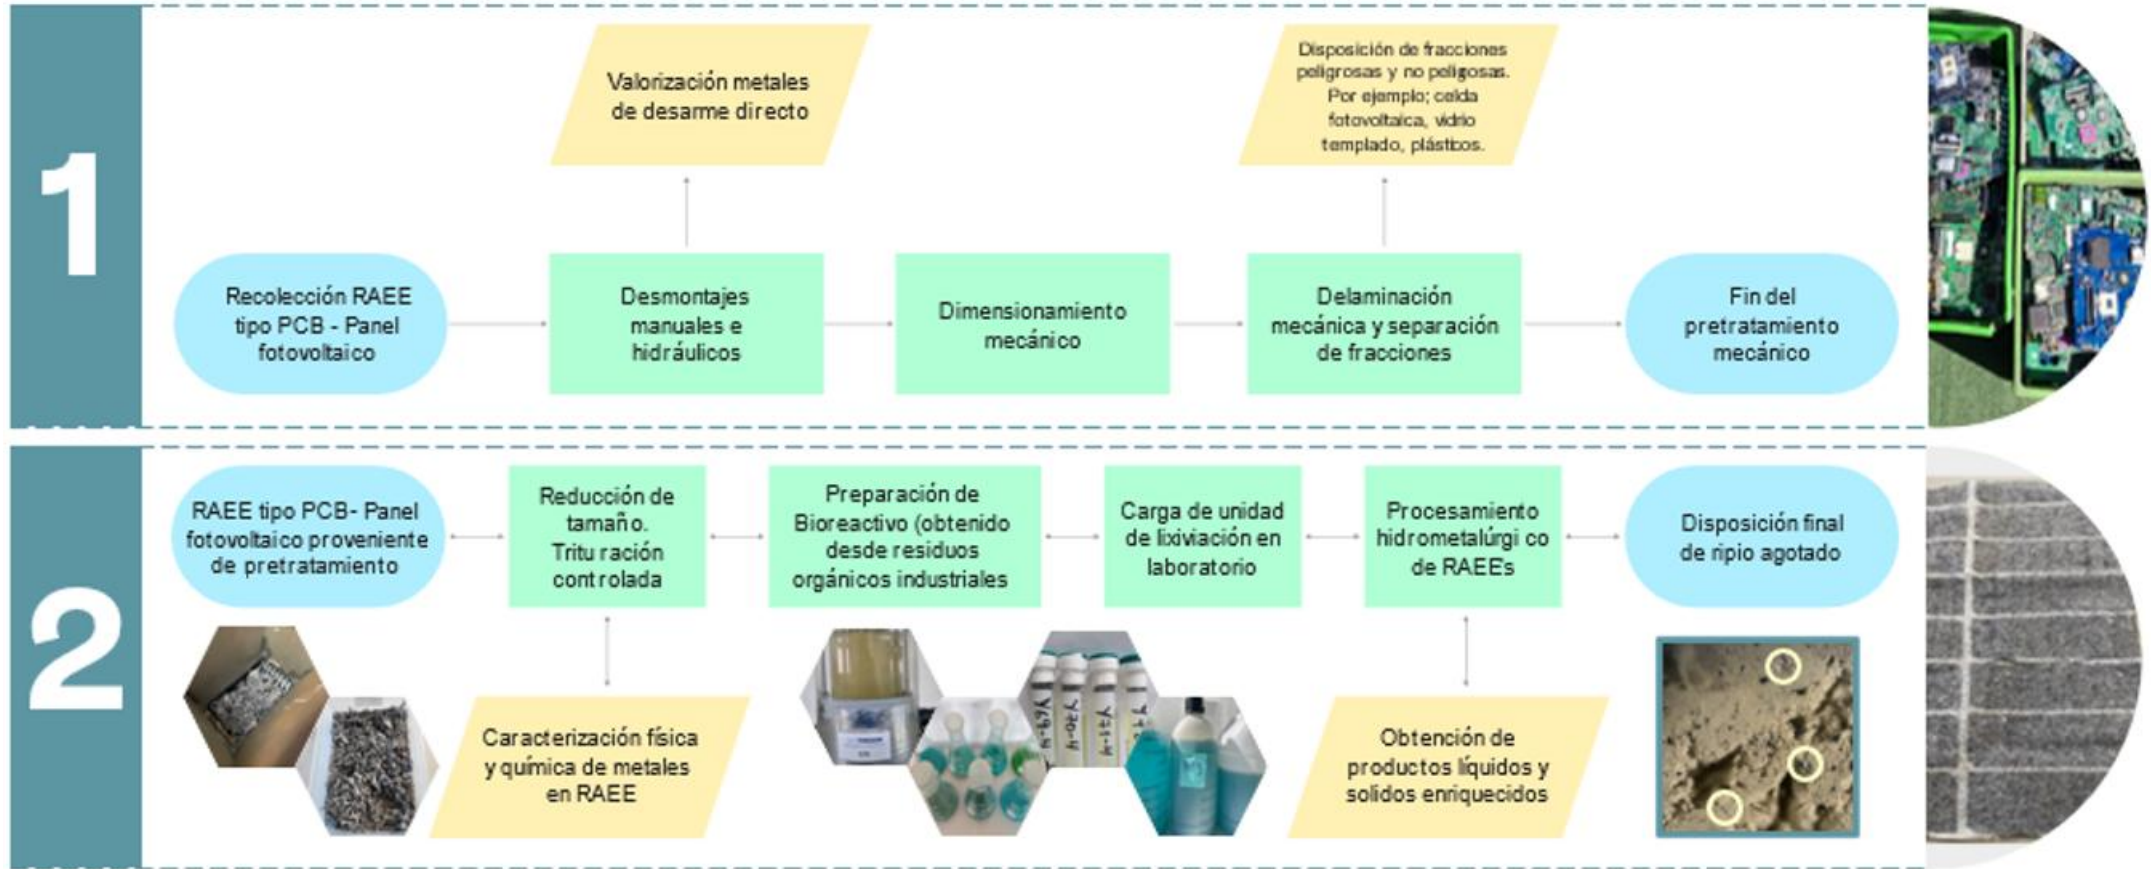 1
Valorización metales
de desarme directo
Disposición de fracciones
peligrosas y no peligosas.
Por ejemplo; celda
fotovoltaica, vidrio
templado, plásticos.
Recolección RAEE
tipo PCB - Panel
fotovoltaico
Desmontajes
manuales e
hidráulicos
Dimensionamiento
mecánico
Delaminación
mecánica y separación
de fracciones
Fin del
pretratamiento
mecánico
2
RAEE tipo PCB- Panel
fotovoltaico proveniente
de pretratamiento
Reducción de
tamaño.
Tritu ración
controlada
Preparación de
Bioreactivo (obtenido
desde residuos
orgánicos industriales
Carga de unidad
de lixiviación en
laboratorio
Procesamiento
hidrometalúrgi co
de RAEE's
Disposición final
de ripio agotado
Caracterización física
y química de metales
en RAEE
Obtención de
productos líquidos y
solidos enriquecidos